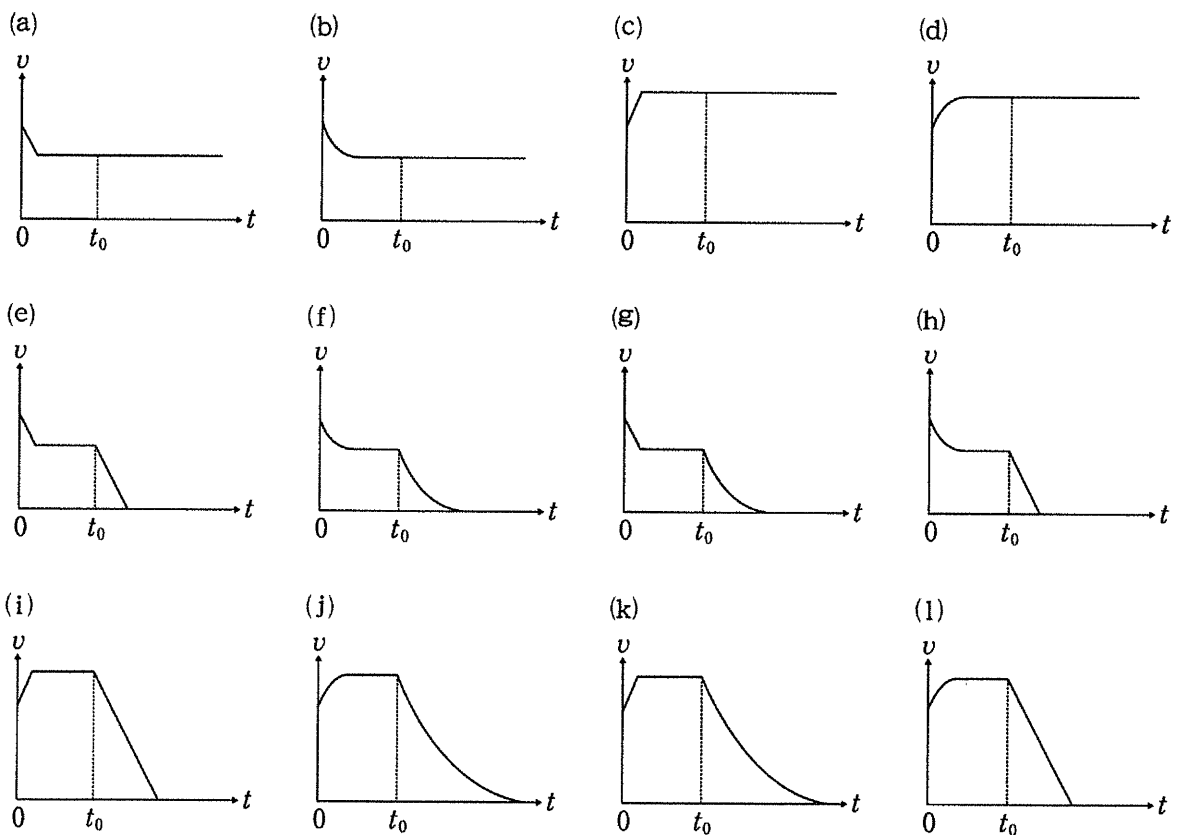 (a) (b) (c) (d)
v v v v
t t t t
0 t₀ 0 t₀ 0 t₀ 0 t₀
(e) (f) (g) (h)
v v v v
t t t t
0 t₀ 0 t₀ 0 t₀ 0 t₀
(i) (j) (k) (l)
v v v v
t t t t
0 t₀ 0 t₀ 0 t₀ 0 t₀